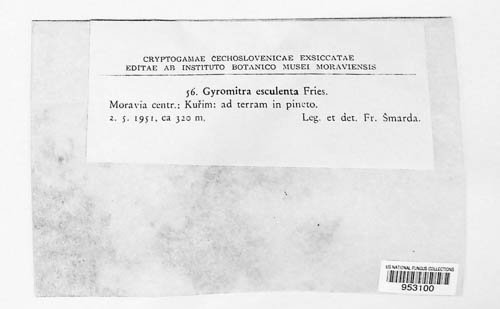 CRYPTOGAMAE ČECHOSLOVENICAE EXSICCATAE
EDITAE AB INSTITUTO BOTANICO MUSEI MORAVIENSIS
56. Gyromitra esculenta Fries.
Moravia centr.; Kuřim: ad terram in pineto.
2. 5. 1951, ca 320 m. Leg. et det. Fr. Šmarda.
US NATIONAL FUNGUS COLLECTIONS
953100